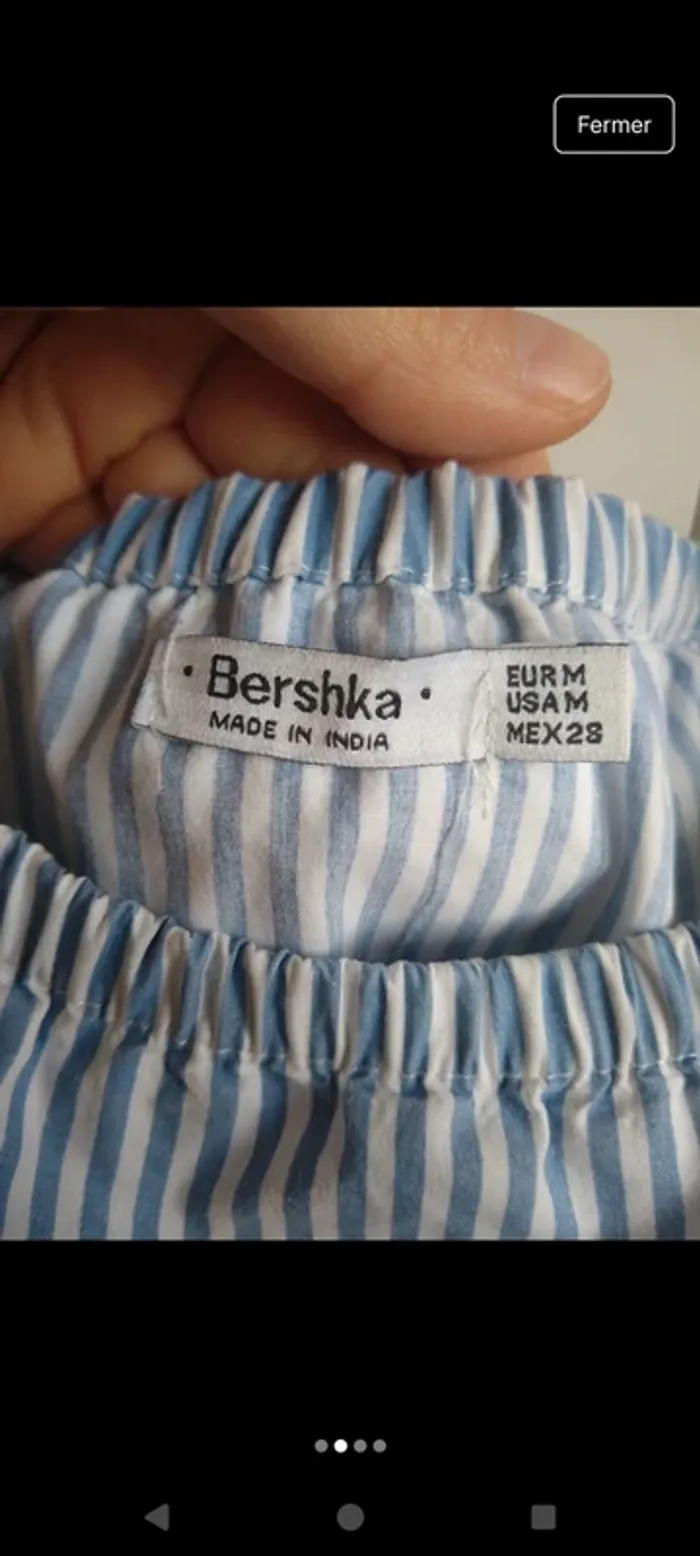 Fermer
· Bershka ·
MADE IN INDIA
EUR M
USA M
MEX 28